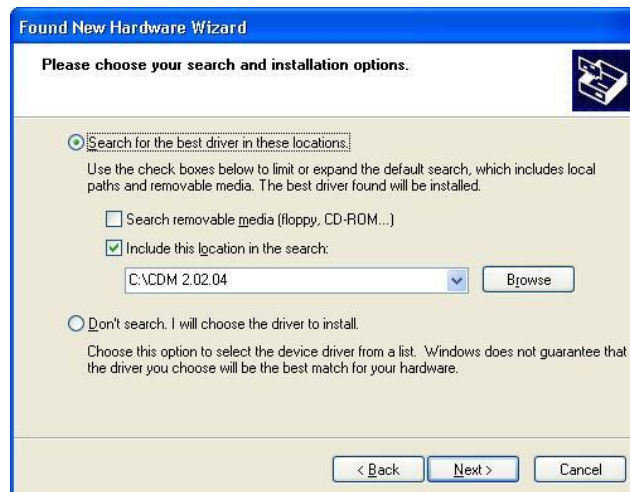 Found New Hardware Wizard
Please choose your search and installation options.
Search for the best driver in these locations.
Use the check boxes below to limit or expand the default search, which includes local
paths and removable media. The best driver found will be installed.
Search removable media (floppy, CD-ROM...)
Include this location in the search:
C:\CDM 2.02.04
Browse
Don't search. I will choose the driver to install.
Choose this option to select the device driver from a list. Windows does not guarantee that
the driver you choose will be the best match for your hardware.
< Back
Next >
Cancel